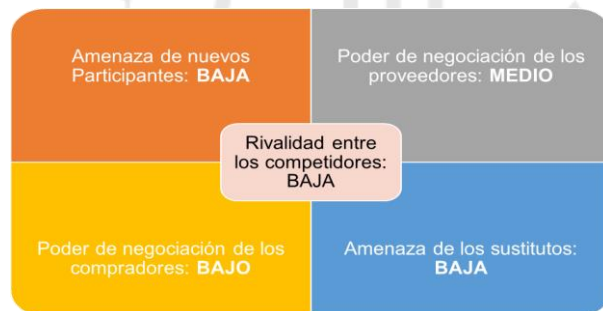 Amenaza de nuevos
Participantes: BAJA
Poder de negociación de los
proveedores: MEDIO
Rivalidad entre
los competidores:
BAJA
Poder de negociación de los
compradores: BAJO
Amenaza de los sustitutos:
BAJA